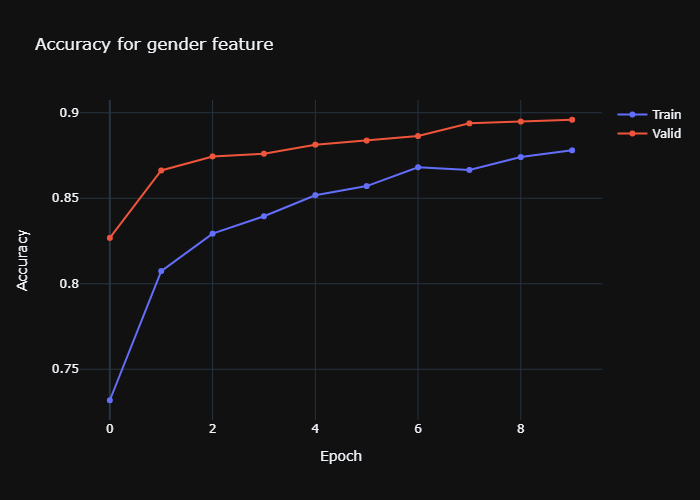 Accuracy for gender feature
Train
Valid
0.9
0.85
0.8
0.75
Accuracy
0 2 4 6 8
Epoch